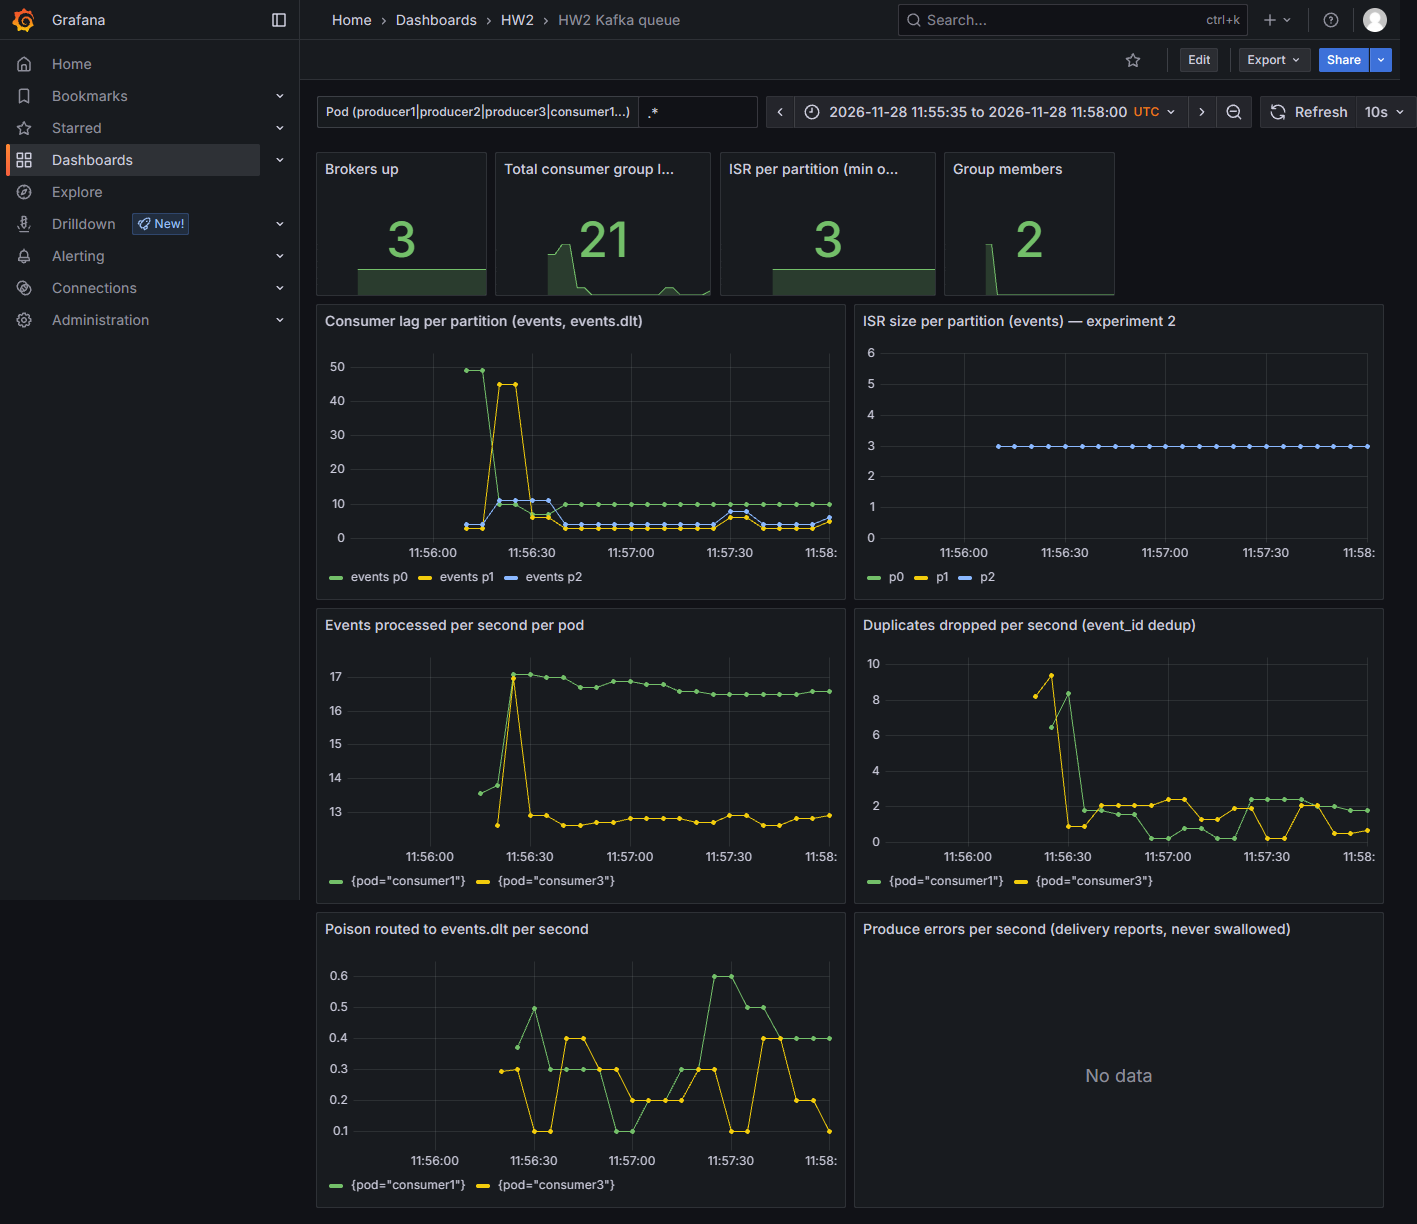 Grafana
Home › Dashboards › HW2 › HW2 Kafka queue
Search...
ctrl+k
Home
Bookmarks
Starred
Dashboards
Explore
Drilldown
New!
Alerting
Connections
Administration
Edit
Export
Share
Pod (producer1|producer2|producer3|consumer1...)
.*
2026-11-28 11:55:35 to 2026-11-28 11:58:00 UTC
Refresh
10s
Brokers up
3
Total consumer group l...
21
ISR per partition (min o...
3
Group members
2
Consumer lag per partition (events, events.dlt)
50
40
30
20
10
0
11:56:00 11:56:30 11:57:00 11:57:30 11:58:
events p0 events p1 events p2
ISR size per partition (events) — experiment 2
6
5
4
3
2
1
0
11:56:00 11:56:30 11:57:00 11:57:30 11:58:
p0 p1 p2
Events processed per second per pod
17
16
15
14
13
11:56:00 11:56:30 11:57:00 11:57:30 11:58:
{pod="consumer1"} {pod="consumer3"}
Duplicates dropped per second (event_id dedup)
10
8
6
4
2
0
11:56:00 11:56:30 11:57:00 11:57:30 11:58:
{pod="consumer1"} {pod="consumer3"}
Poison routed to events.dlt per second
0.6
0.5
0.4
0.3
0.2
0.1
11:56:00 11:56:30 11:57:00 11:57:30 11:58:
{pod="consumer1"} {pod="consumer3"}
Produce errors per second (delivery reports, never swallowed)
No data